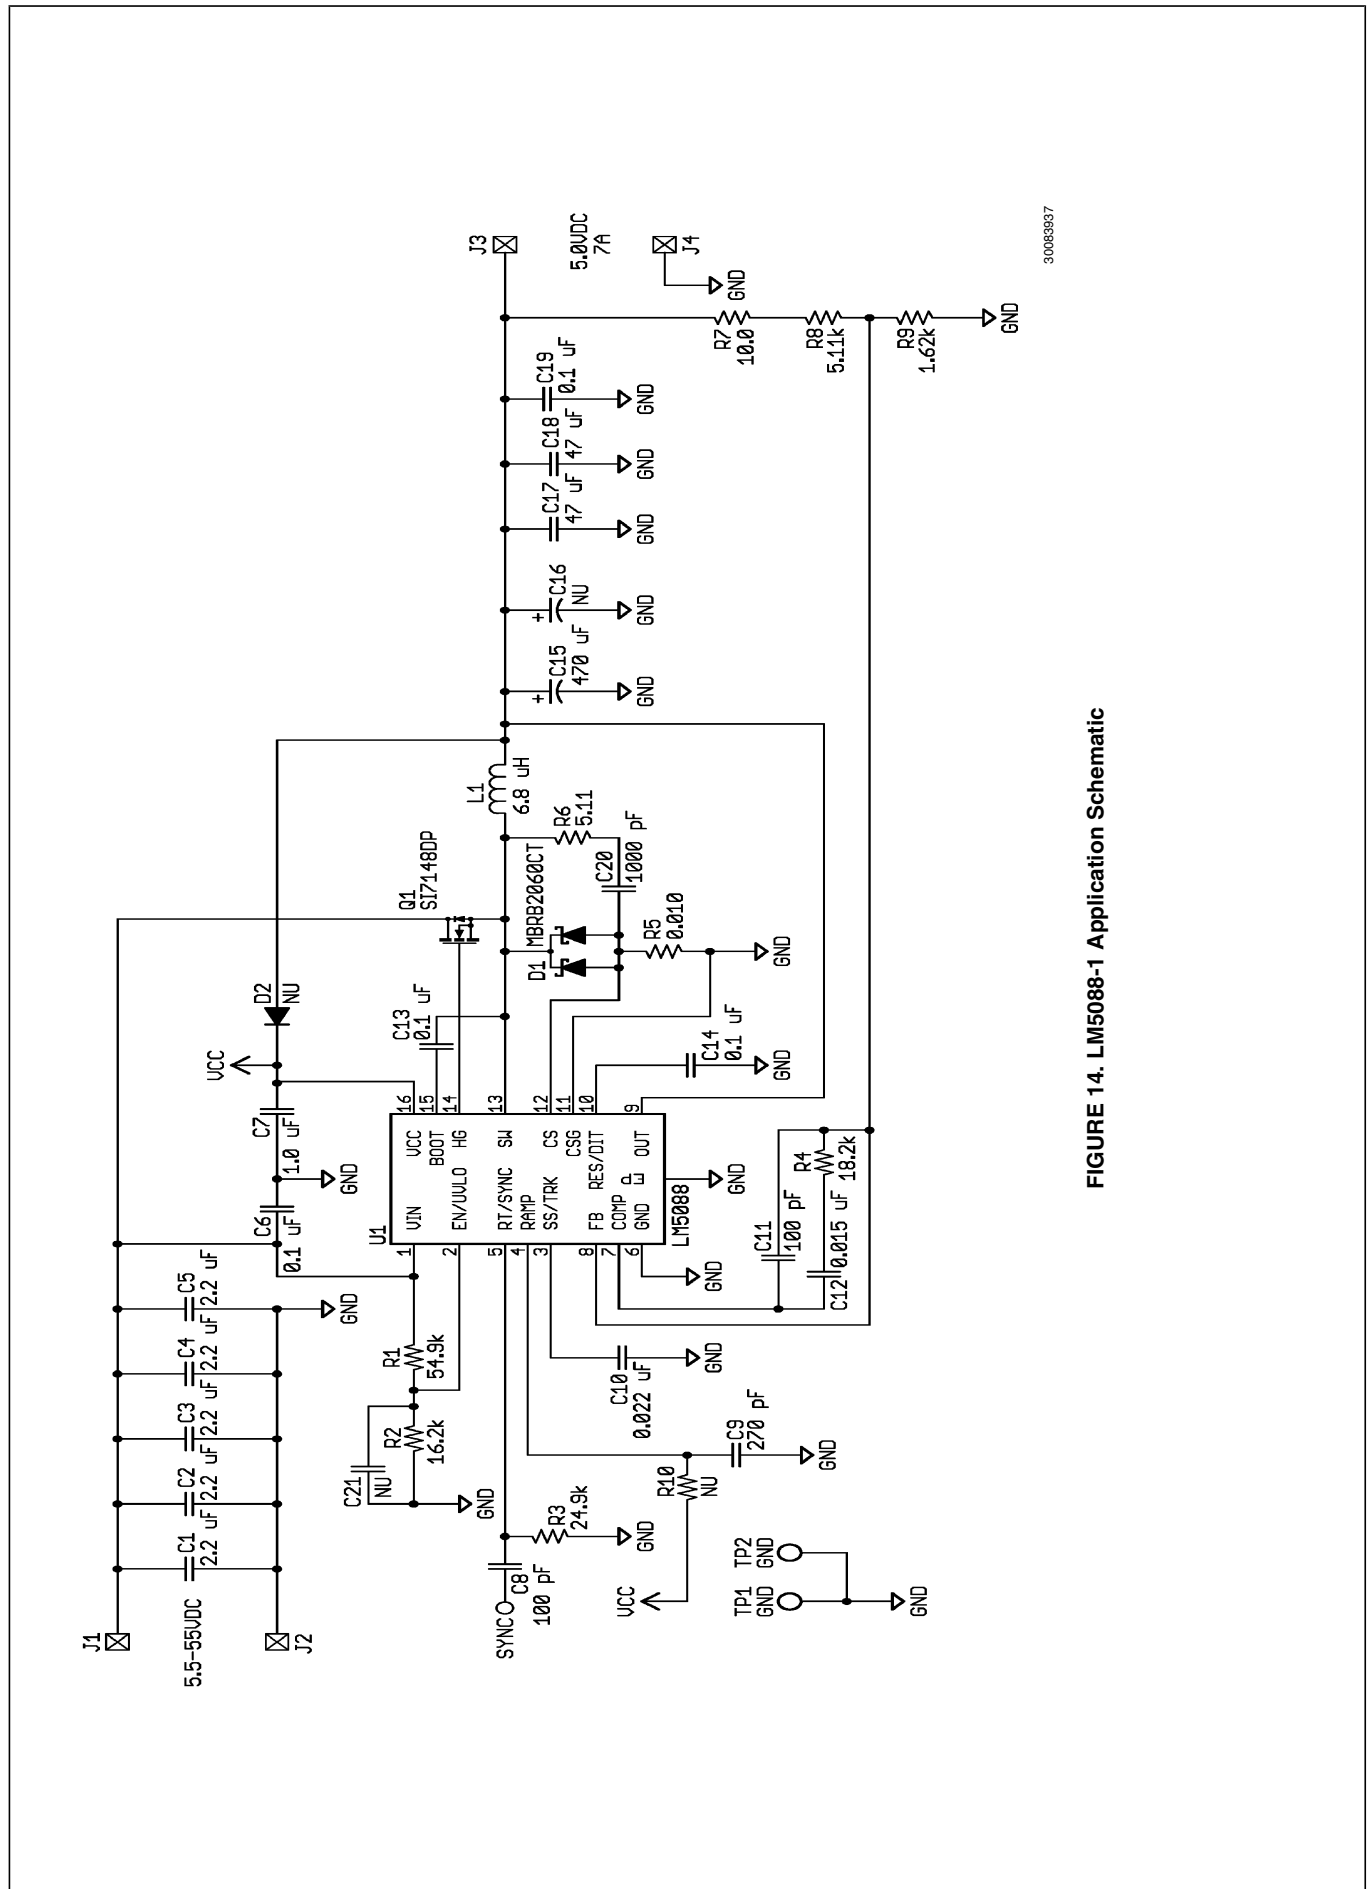 J1
5.5-55VDC
J2
C1
2.2 uF
C2
2.2 uF
C3
2.2 uF
C4
2.2 uF
C5
2.2 uF
GND
C6
0.1 uF
GND
C7
1.0 uF
VCC
D2
NU
C21
NU
R2
16.2k
GND
R1
54.9k
SYNC
C8
100 pF
R3
24.9k
GND
VCC
R10
NU
C9
270 pF
GND
C10
0.022 uF
GND
TP1
GND
TP2
GND
GND
U1
1
VIN
2
EN/UVLO
5
RT/SYNC
4
RAMP
3
SS/TRK
8
FB
7
COMP
6
GND
EP
VCC
16
BOOT
15
HG
14
SW
13
CS
12
CSG
11
RES/DIT
10
OUT
9
LM5088
GND
GND
C11
100 pF
R4
18.2k
C12
0.015 uF
C13
0.1 uF
C14
0.1 uF
GND
Q1
SI7148DP
D1
MBRB2060CT
R5
0.010
GND
C20
1000 pF
R6
5.11
L1
6.8 uH
+
C15
470 uF
GND
+
C16
NU
GND
C17
47 uF
GND
C18
47 uF
GND
C19
0.1 uF
GND
J3
5.0VDC
7A
J4
GND
R7
10.0
R8
5.11k
R9
1.62k
GND
30083937
FIGURE 14. LM5088-1 Application Schematic